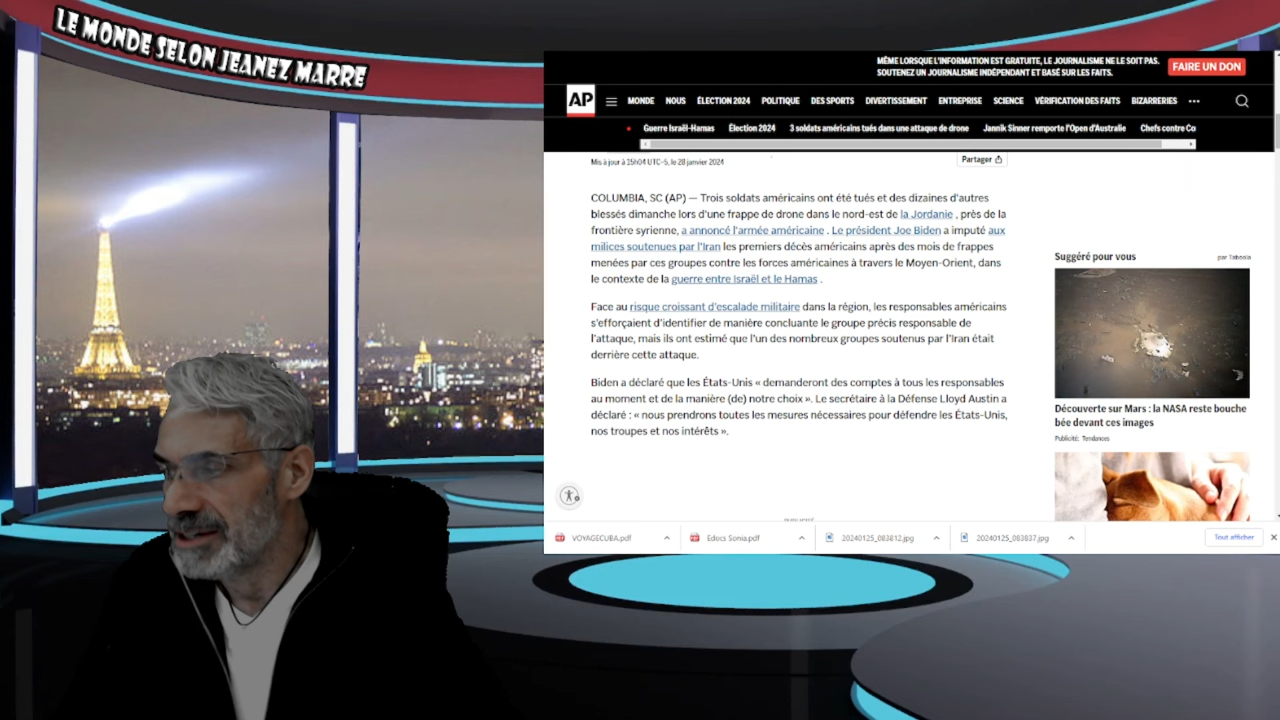 LE MONDE SELON JEANEZ MARRE
MÊME LORSQUE L'INFORMATION EST GRATUITE, LE JOURNALISME NE LE SOIT PAS.
SOUTENEZ UN JOURNALISME INDÉPENDANT ET BASÉ SUR LES FAITS.
FAIRE UN DON
AP
MONDE NOUS ÉLECTION 2024 POLITIQUE DES SPORTS DIVERTISSEMENT ENTREPRISE SCIENCE VÉRIFICATION DES FAITS BIZARRERIES
Guerre Israël-Hamas Élection 2024 3 soldats américains tués dans une attaque de drone Jannik Sinner remporte l'Open d'Australie Chefs contre Co
Mis à jour à 15h04 UTC−5, le 28 janvier 2024
Partager
COLUMBIA, SC (AP) — Trois soldats américains ont été tués et des dizaines d'autres
blessés dimanche lors d'une frappe de drone dans le nord-est de la Jordanie , près de la
frontière syrienne, a annoncé l'armée américaine . Le président Joe Biden a imputé aux
milices soutenues par l'Iran les premiers décès américains après des mois de frappes
menées par ces groupes contre les forces américaines à travers le Moyen-Orient, dans
le contexte de la guerre entre Israël et le Hamas .
Face au risque croissant d'escalade militaire dans la région, les responsables américains
s'efforçaient d'identifier de manière concluante le groupe précis responsable de
l'attaque, mais ils ont estimé que l'un des nombreux groupes soutenus par l'Iran était
derrière cette attaque.
Biden a déclaré que les États-Unis « demanderont des comptes à tous les responsables
au moment et de la manière (de) notre choix ». Le secrétaire à la Défense Lloyd Austin a
déclaré : « nous prendrons toutes les mesures nécessaires pour défendre les États-Unis,
nos troupes et nos intérêts ».
Suggéré pour vous
par Taboola
Découverte sur Mars : la NASA reste bouche
bée devant ces images
Publicité: Tendances
VOYAGECUBA.pdf
Edocs Sonia.pdf
20240125_083812.jpg
20240125_083837.jpg
Tout afficher